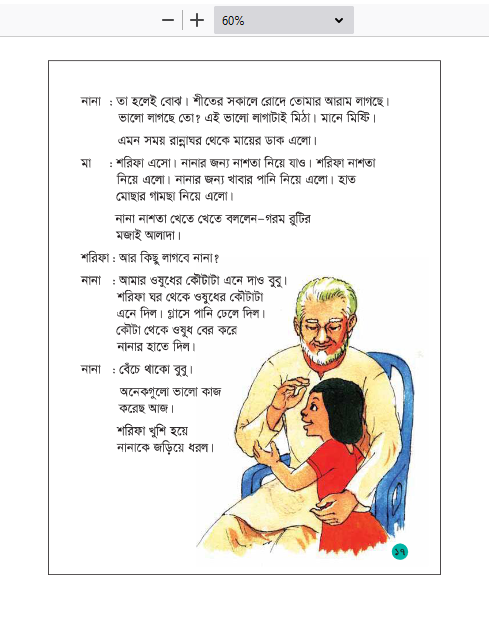 60%
নানা : তা হলেই বোঝ। শীতের সকালে রোদে তোমার আরাম লাগছে।
ভালো লাগছে তো? এই ভালো লাগাটাই মিঠা। মানে মিষ্টি।
এমন সময় রান্নাঘর থেকে মায়ের ডাক এলো।
মা : শরিফা এসো। নানার জন্য নাশতা নিয়ে যাও। শরিফা নাশতা
নিয়ে এলো। নানার জন্য খাবার পানি নিয়ে এলো। হাত
মোছার গামছা নিয়ে এলো।
নানা নাশতা খেতে খেতে বললেন–গরম রুটির
মজাই আলাদা।
শরিফা : আর কিছু লাগবে নানা?
নানা : আমার ওষুধের কৌটাটা এনে দাও বুবু।
শরিফা ঘর থেকে ওষুধের কৌটাটা
এনে দিল। গ্লাসে পানি ঢেলে দিল।
কৌটা থেকে ওষুধ বের করে
নানার হাতে দিল।
নানা : বেঁচে থাকো বুবু।
অনেকগুলো ভালো কাজ
করেছ আজ।
শরিফা খুশি হয়ে
নানাকে জড়িয়ে ধরল।
১৭